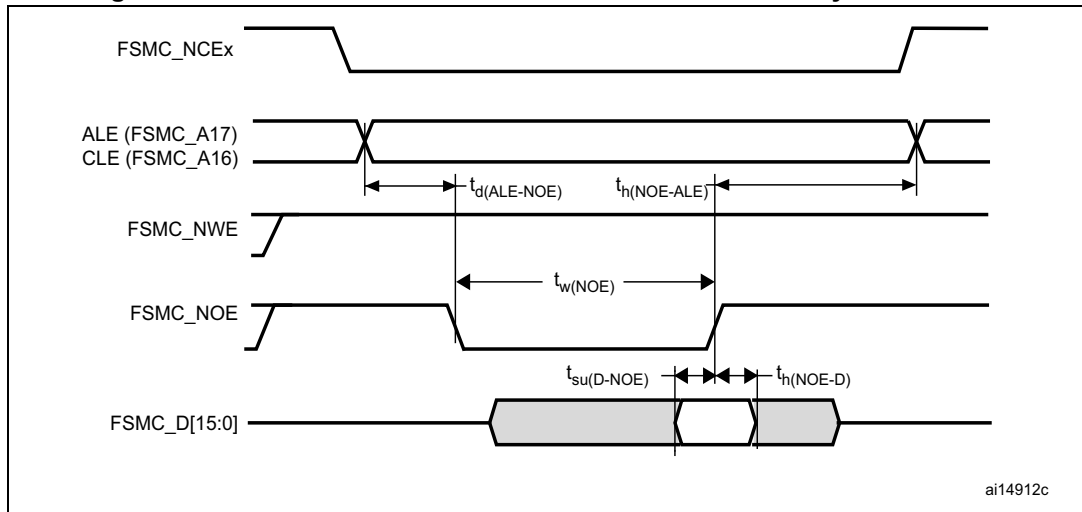 FSMC_NCEx
ALE (FSMC_A17)
CLE (FSMC_A16)
td(ALE-NOE)
th(NOE-ALE)
FSMC_NWE
tw(NOE)
FSMC_NOE
tsu(D-NOE)
th(NOE-D)
FSMC_D[15:0]
ai14912c